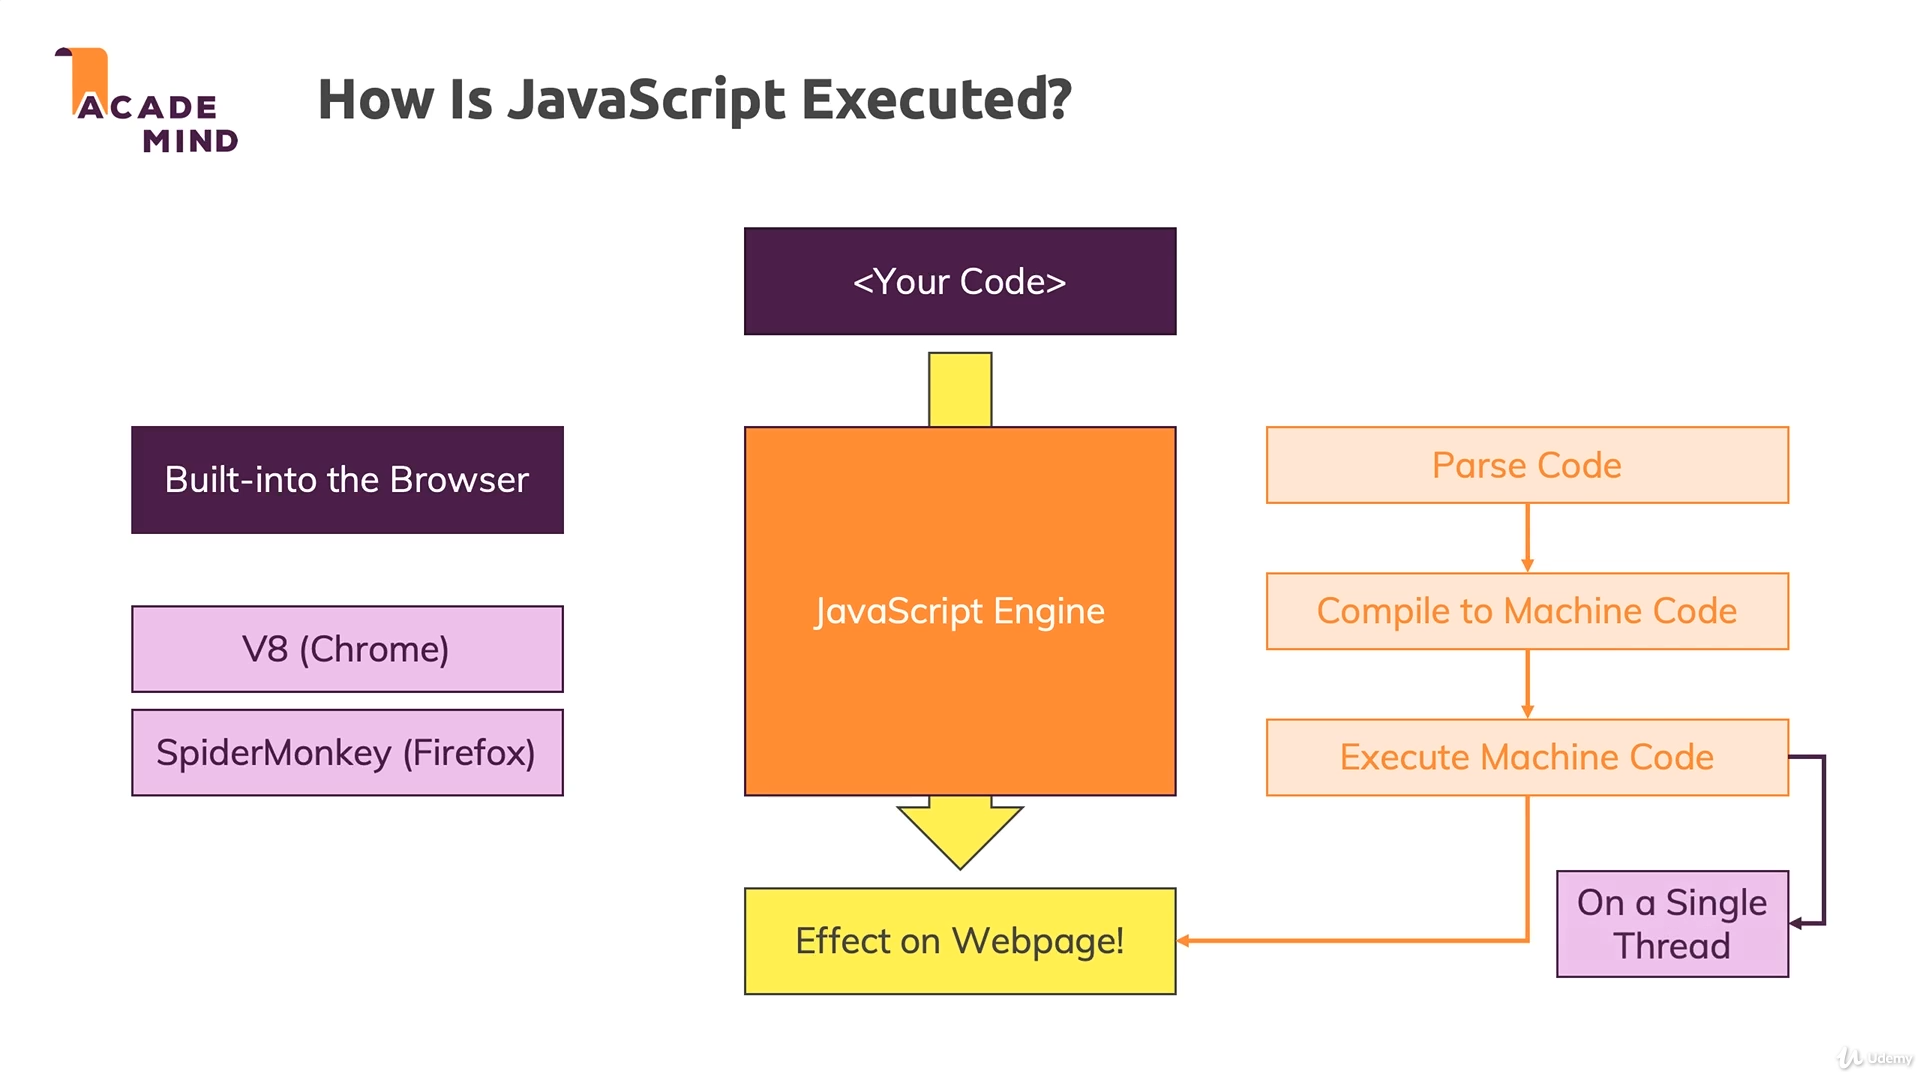 ACADE
MIND
How Is JavaScript Executed?
<Your Code>
Built-into the Browser
V8 (Chrome)
SpiderMonkey (Firefox)
JavaScript Engine
Parse Code
Compile to Machine Code
Execute Machine Code
On a Single
Thread
Effect on Webpage!
Udemy